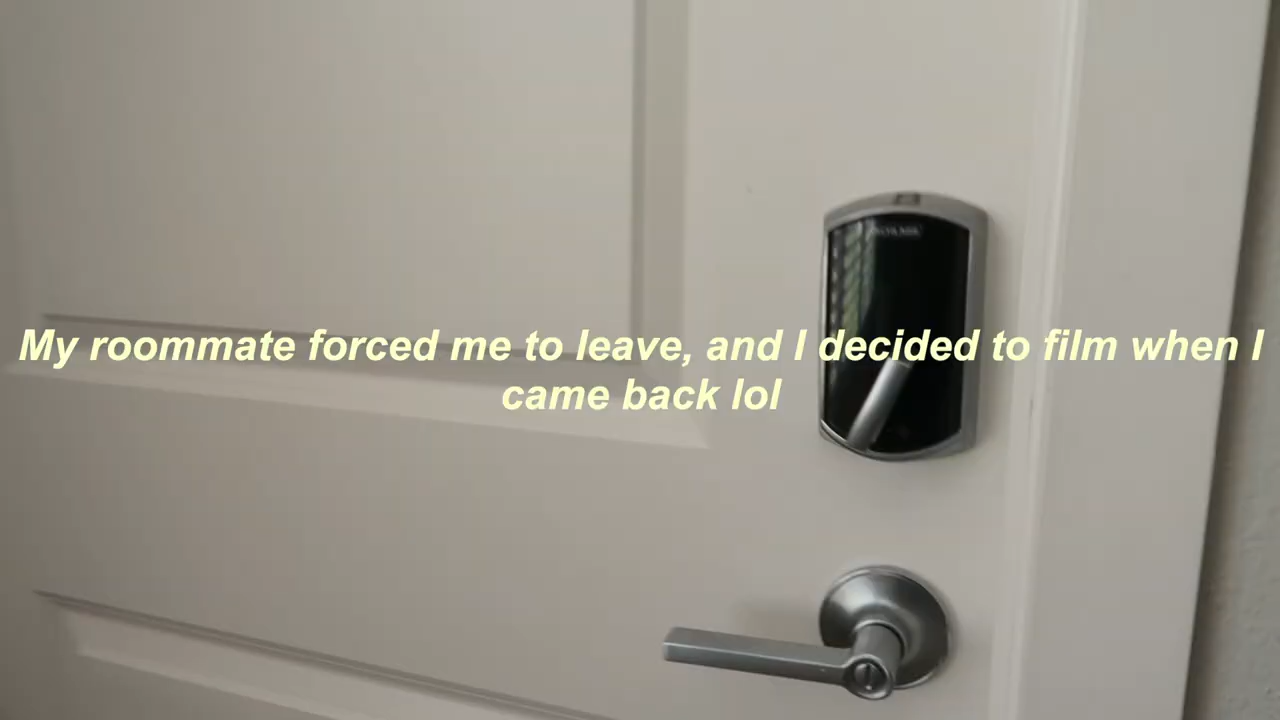 My roommate forced me to leave, and I decided to film when I
came back lol